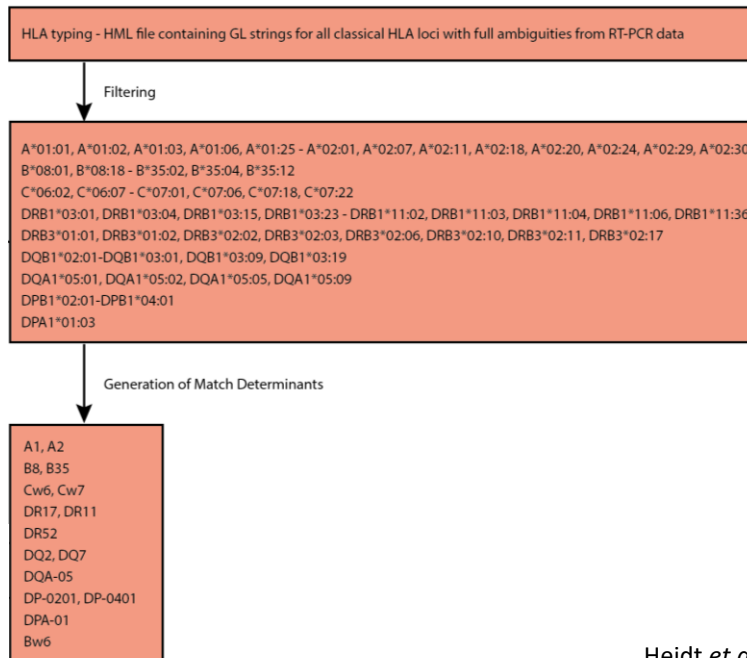 HLA typing - HML file containing GL strings for all classical HLA loci with full ambiguities from RT-PCR data
Filtering
A*01:01, A*01:02, A*01:03, A*01:06, A*01:25 - A*02:01, A*02:07, A*02:11, A*02:18, A*02:20, A*02:24, A*02:29, A*02:30
B*08:01, B*08:18 - B*35:02, B*35:04, B*35:12
C*06:02, C*06:07 - C*07:01, C*07:06, C*07:18, C*07:22
DRB1*03:01, DRB1*03:04, DRB1*03:15, DRB1*03:23 - DRB1*11:02, DRB1*11:03, DRB1*11:04, DRB1*11:06, DRB1*11:36
DRB3*01:01, DRB3*01:02, DRB3*02:02, DRB3*02:03, DRB3*02:06, DRB3*02:10, DRB3*02:11, DRB3*02:17
DQB1*02:01-DQB1*03:01, DQB1*03:09, DQB1*03:19
DQA1*05:01, DQA1*05:02, DQA1*05:05, DQA1*05:09
DPB1*02:01-DPB1*04:01
DPA1*01:03
Generation of Match Determinants
A1, A2
B8, B35
Cw6, Cw7
DR17, DR11
DR52
DQ2, DQ7
DQA-05
DP-0201, DP-0401
DPA-01
Bw6
Heidt et